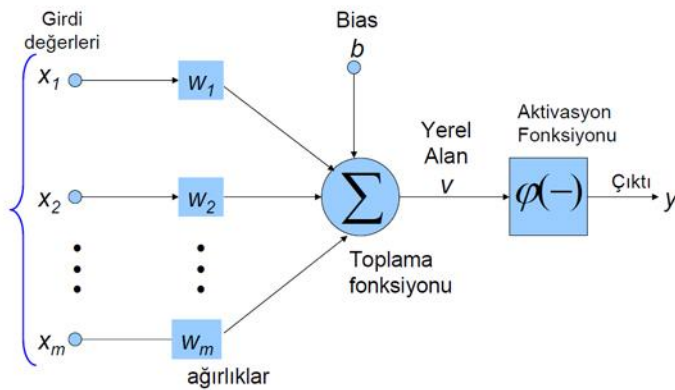 Girdi
değerleri
x1
x2
xm
w1
w2
wm
ağırlıklar
Bias
b
∑
Toplama
fonksiyonu
Yerel
Alan
v
Aktivasyon
Fonksiyonu
φ(−)
Çıktı
y